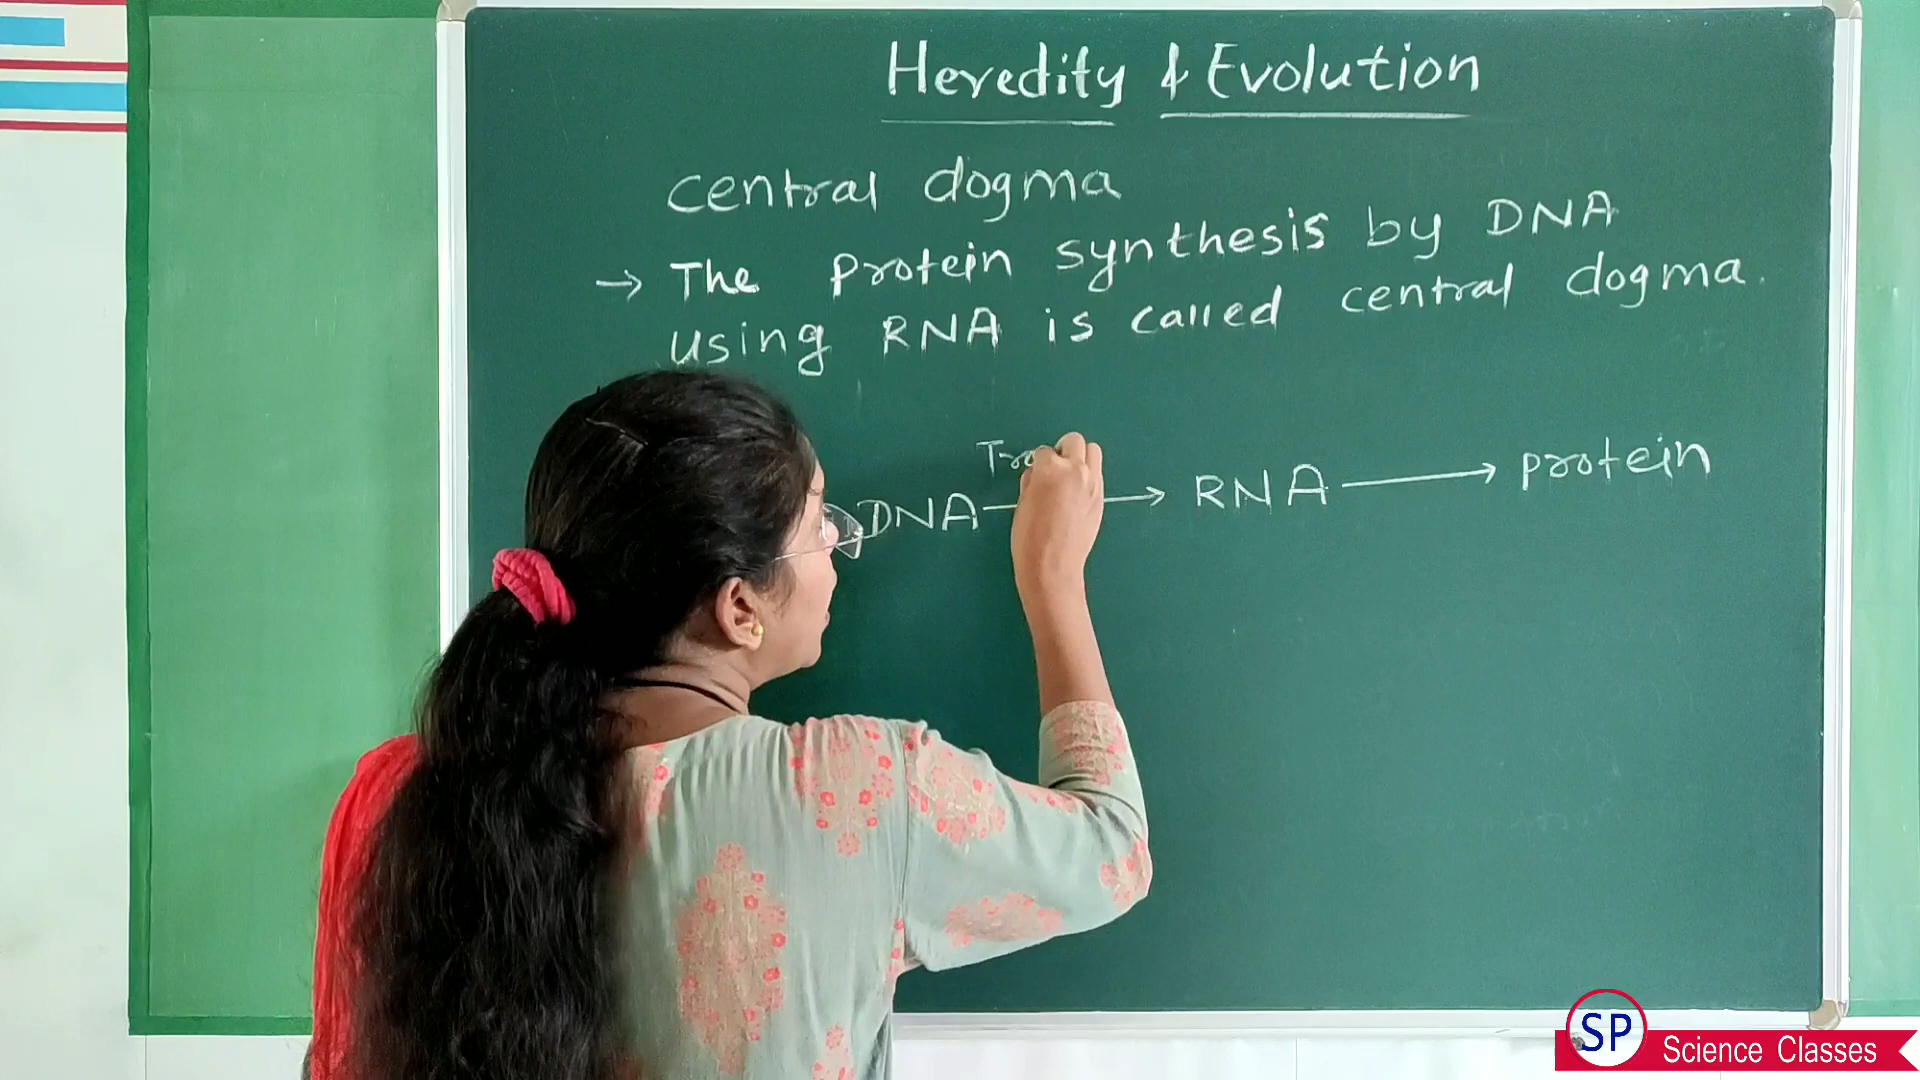 Heredity & Evolution
central dogma
→ The protein synthesis by DNA
using RNA is called central dogma.
DNA → RNA → protein
SP Science Classes